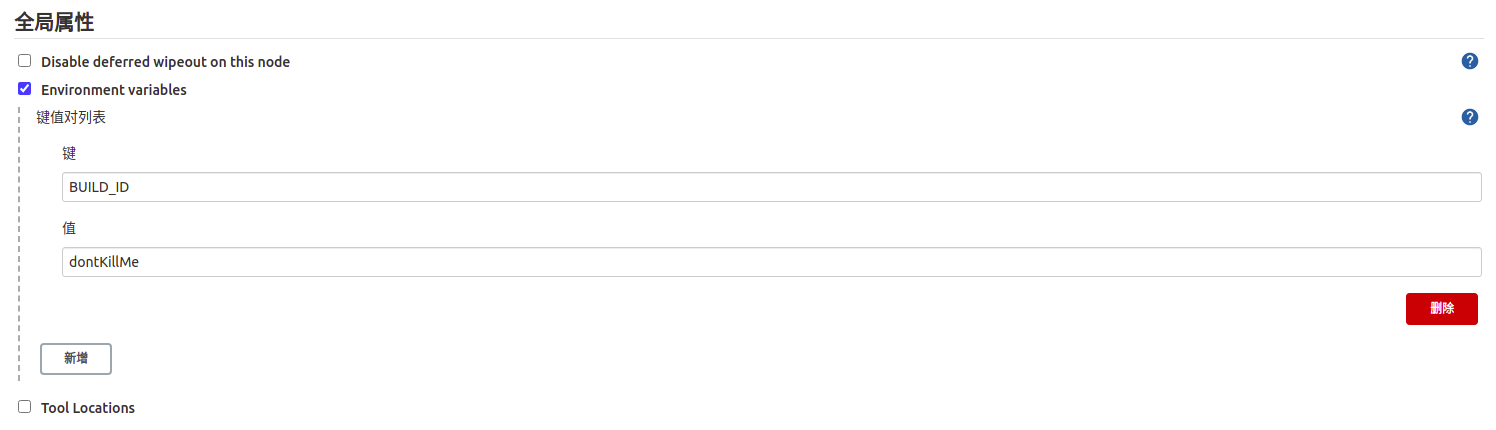 全局属性
Disable deferred wipeout on this node
?
Environment variables
键值对列表
?
键
BUILD_ID
值
dontKillMe
删除
新增
Tool Locations